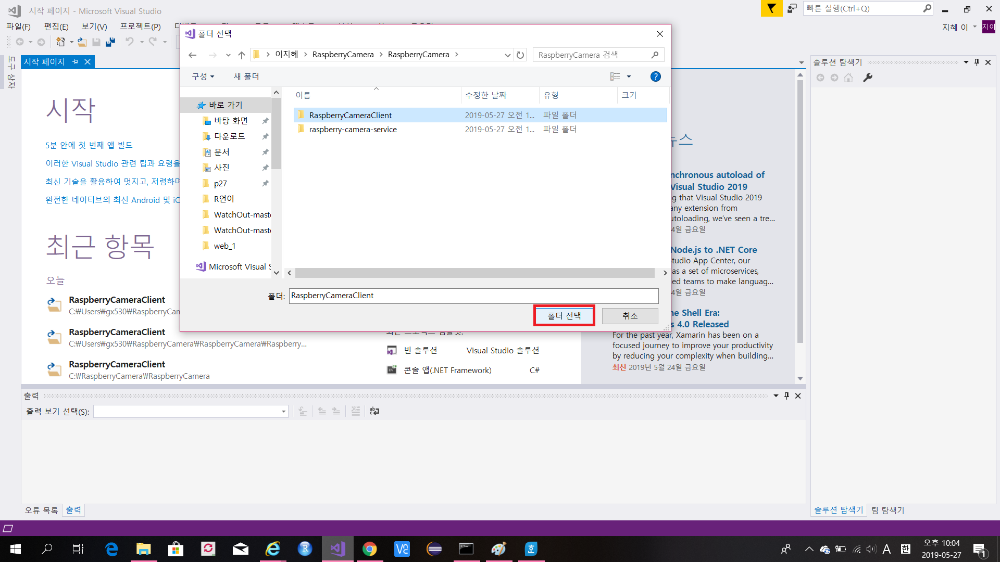 시작 페이지 - Microsoft Visual Studio
빠른 실행(Ctrl+Q)
파일(F) 편집(E) 보기(V) 프로젝트(P)
지혜 이 지이
도구 상자
시작 페이지
폴더 선택
이지혜 > RaspberryCamera > RaspberryCamera >
RaspberryCamera 검색
구성 새 폴더
이름 수정한 날짜 유형 크기
RaspberryCameraClient 2019-05-27 오전 1... 파일 폴더
raspberry-camera-service 2019-05-27 오전 1... 파일 폴더
바로 가기
바탕 화면
다운로드
문서
사진
p27
R언어
WatchOut-maste
WatchOut-maste
web_1
Microsoft Visual S
폴더: RaspberryCameraClient
폴더 선택 취소
시작
5분 안에 첫 번째 앱 빌드
이러한 Visual Studio 관련 팁과 요령을
최신 기술을 활용하여 멋지고, 저렴하며
완전한 네이티브의 최신 Android 및 iO
최근 항목
오늘
RaspberryCameraClient
C:₩Users₩gx530₩RaspberryCam
RaspberryCameraClient
C:₩Users₩gx530₩RaspberryCamera₩RaspberryCamera₩Raspberry...
RaspberryCameraClient
C:₩RaspberryCamera₩RaspberryCamera
빈 솔루션 Visual Studio 솔루션
콘솔 앱(.NET Framework) C#
뉴스
nchronous autoload of
Visual Studio 2019
g that Visual Studio 2019
any extension from
utoloading, we've seen a tre...
4일 금요일
Node.js to .NET Core
tudio App Center, our
as a set of microservices,
ed teams to make languag...
4일 금요일
he Shell Era:
s 4.0 Released
For the past year, Xamarin has been on a
focused journey to improve your productivity
by reducing your complexity when building...
최신 2019년 5월 24일 금요일
솔루션 탐색기
출력
출력 보기 선택(S):
오류 목록 출력
솔루션 탐색기 팀 탐색기
A 한
오후 10:04
2019-05-27
1